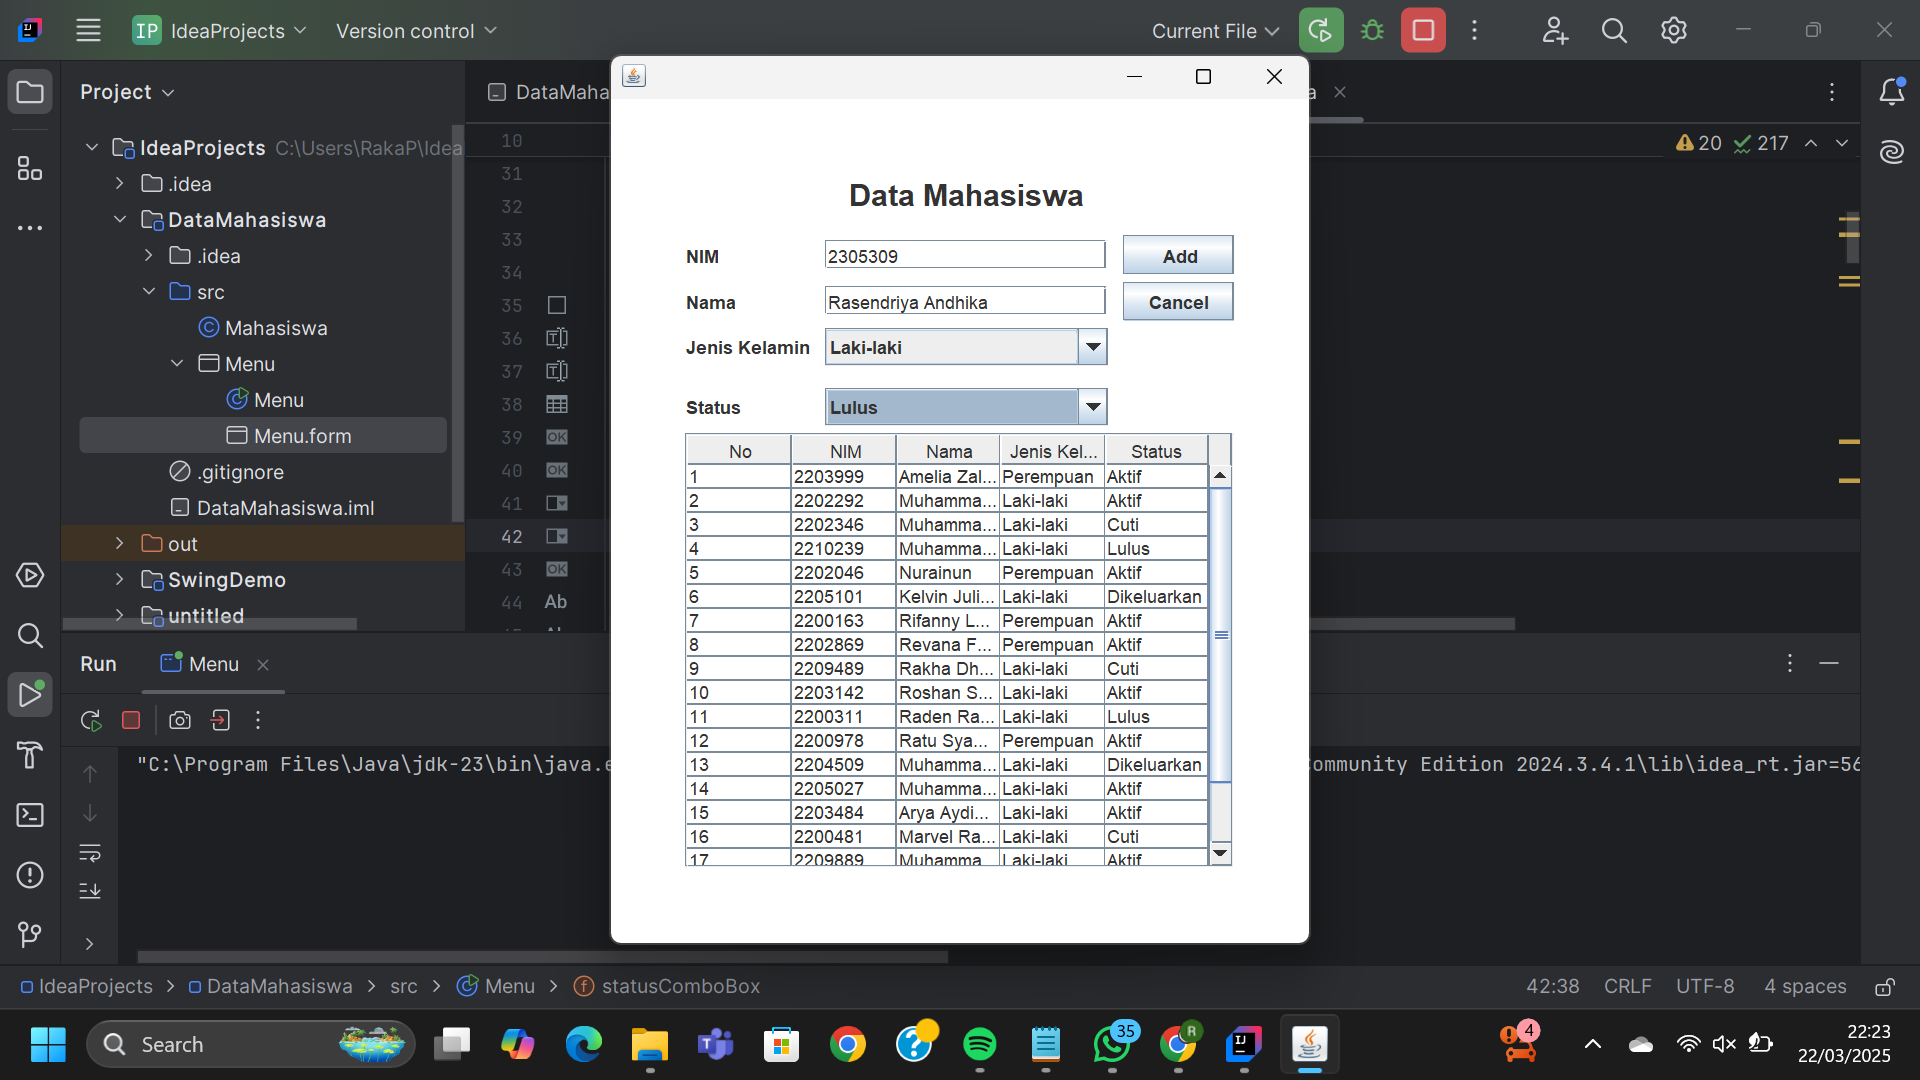 IP IdeaProjects Version control Current File
Project
DataMaha
a
IdeaProjects C:\Users\RakaP\Idea
.idea
DataMahasiswa
.idea
src
Mahasiswa
Menu
Menu
Menu.form
.gitignore
DataMahasiswa.iml
out
SwingDemo
untitled
10
31
32
33
34
35
36
37
38
39
40
41
42
43
44
OK
OK
OK
Ab
20 217
Data Mahasiswa
NIM 2305309 Add
Nama Rasendriya Andhika Cancel
Jenis Kelamin Laki-laki
Status Lulus
No NIM Nama Jenis Kel... Status
1 2203999 Amelia Zal... Perempuan Aktif
2 2202292 Muhamma... Laki-laki Aktif
3 2202346 Muhamma... Laki-laki Cuti
4 2210239 Muhamma... Laki-laki Lulus
5 2202046 Nurainun Perempuan Aktif
6 2205101 Kelvin Juli... Laki-laki Dikeluarkan
7 2200163 Rifanny L... Perempuan Aktif
8 2202869 Revana F... Perempuan Aktif
9 2209489 Rakha Dh... Laki-laki Cuti
10 2203142 Roshan S... Laki-laki Aktif
11 2200311 Raden Ra... Laki-laki Lulus
12 2200978 Ratu Sya... Perempuan Aktif
13 2204509 Muhamma... Laki-laki Dikeluarkan
14 2205027 Muhamma... Laki-laki Aktif
15 2203484 Arya Aydi... Laki-laki Aktif
16 2200481 Marvel Ra... Laki-laki Cuti
17 2209889 Muhamma Laki-laki Aktif
Run Menu
"C:\Program Files\Java\jdk-23\bin\java.e
ommunity Edition 2024.3.4.1\lib\idea_rt.jar=56
IdeaProjects > DataMahasiswa > src > Menu > statusComboBox 42:38 CRLF UTF-8 4 spaces
Search
35
R
4
22:23
22/03/2025